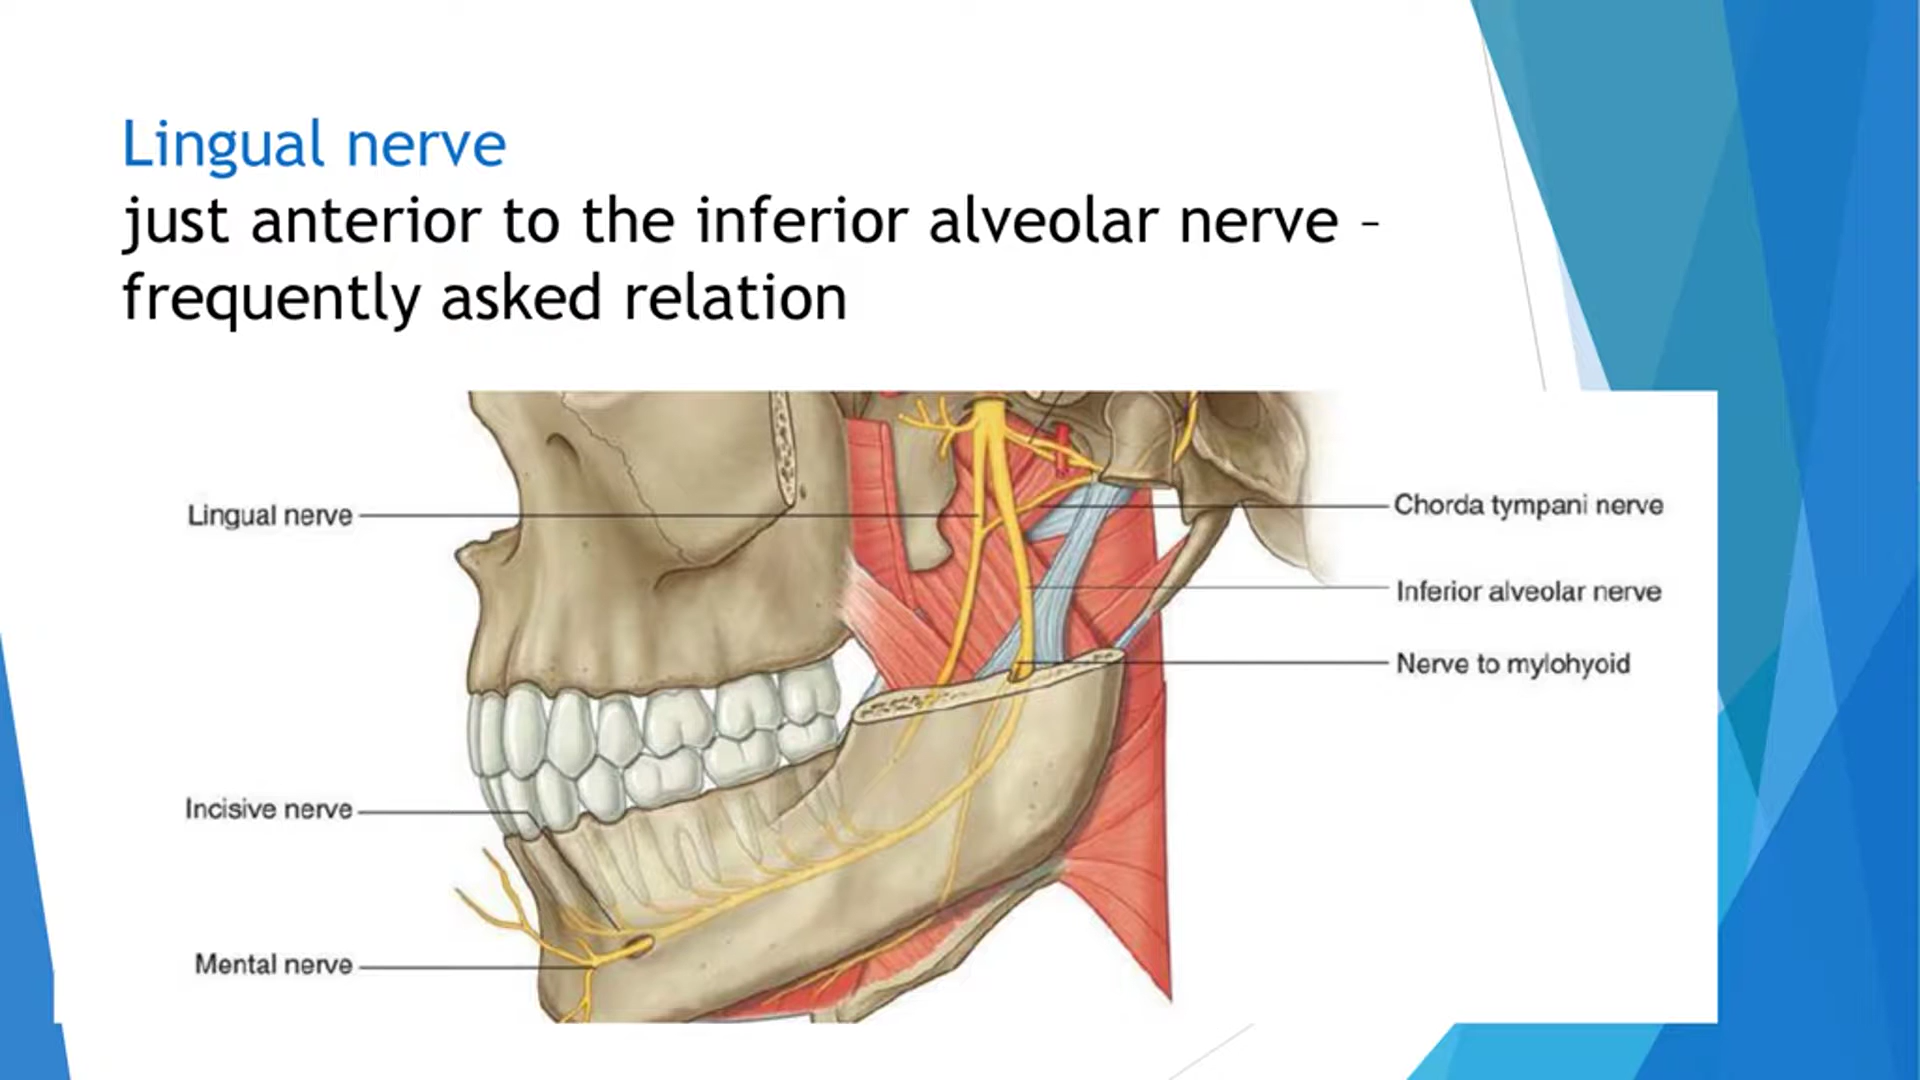 Lingual nerve
just anterior to the inferior alveolar nerve –
frequently asked relation
Lingual nerve
Chorda tympani nerve
Inferior alveolar nerve
Nerve to mylohyoid
Incisive nerve
Mental nerve